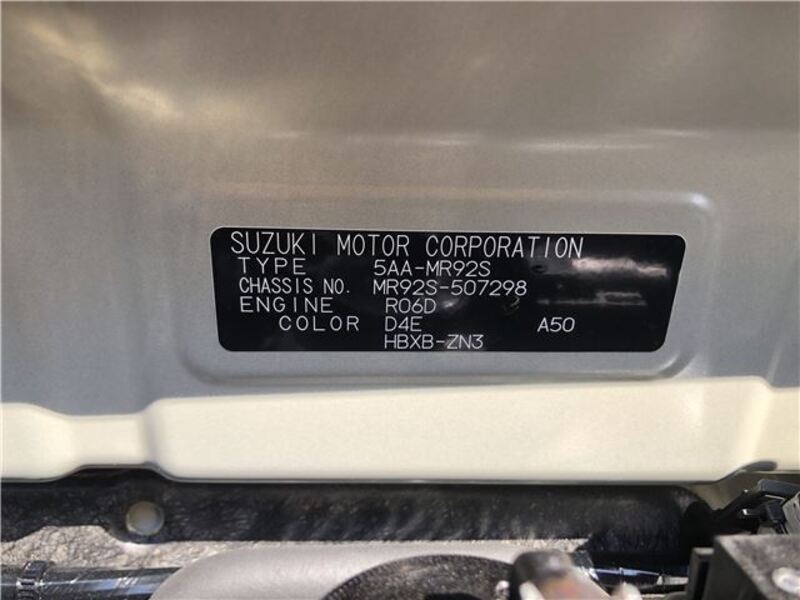 SUZUKI MOTOR CORPORATION
TYPE 5AA-MR92S
CHASSIS NO. MR92S-507298
ENGINE R06D
COLOR D4E A50
HBXB-ZN3